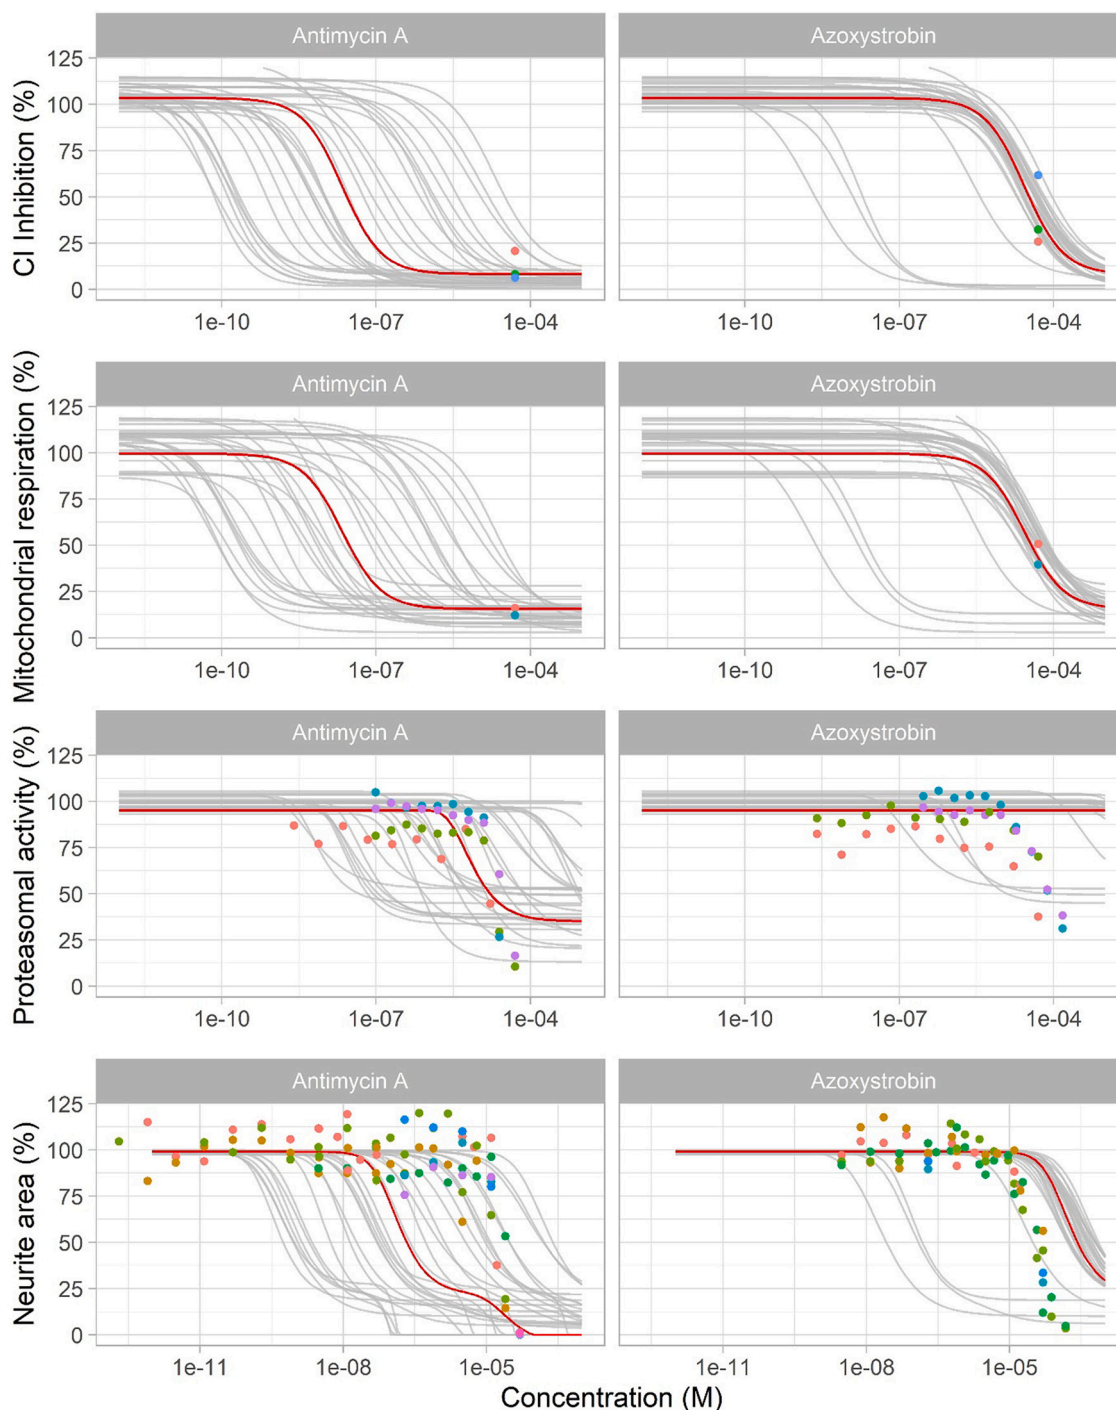 Antimycin A Azoxystrobin
CI Inhibition (%)
125
100
75
50
25
0
1e-10 1e-07 1e-04 1e-10 1e-07 1e-04
Antimycin A Azoxystrobin
Mitochondrial respiration (%)
125
100
75
50
25
0
1e-10 1e-07 1e-04 1e-10 1e-07 1e-04
Antimycin A Azoxystrobin
Proteasomal activity (%)
125
100
75
50
25
0
1e-10 1e-07 1e-04 1e-10 1e-07 1e-04
Antimycin A Azoxystrobin
Neurite area (%)
125
100
75
50
25
0
1e-11 1e-08 1e-05 1e-11 1e-08 1e-05
Concentration (M)